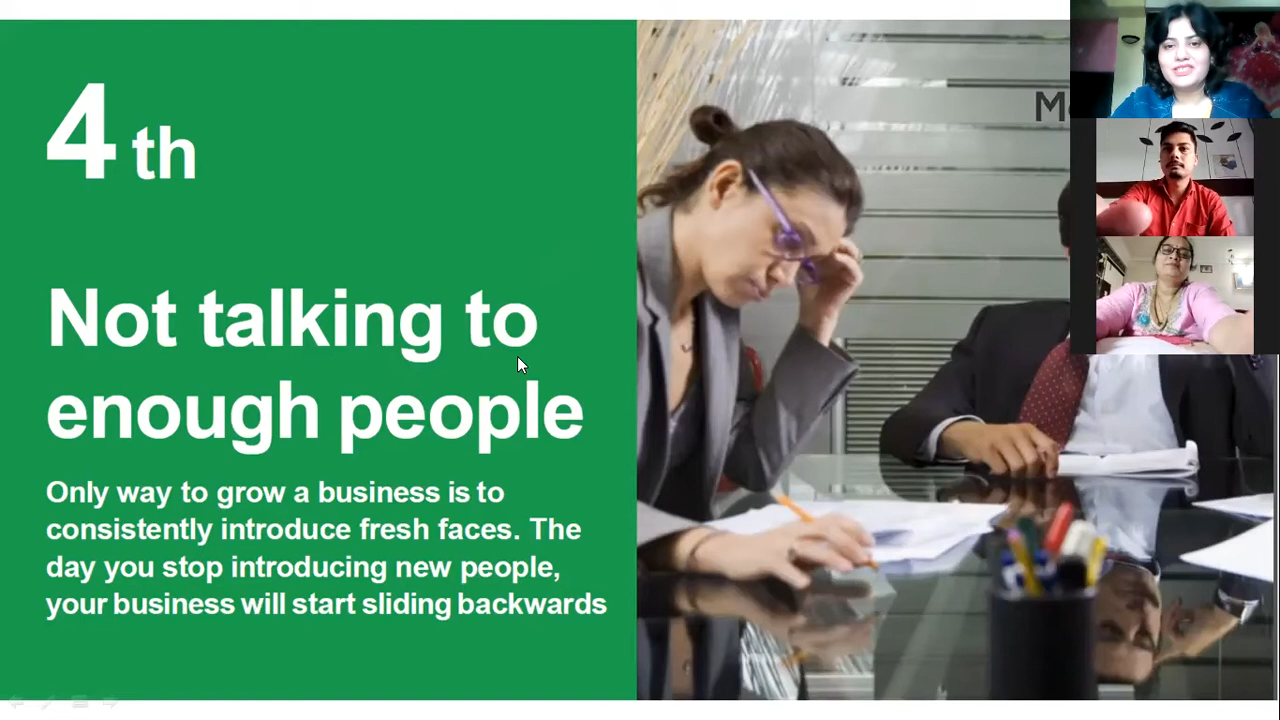 4 th
Not talking to
enough people
Only way to grow a business is to
consistently introduce fresh faces. The
day you stop introducing new people,
your business will start sliding backwards